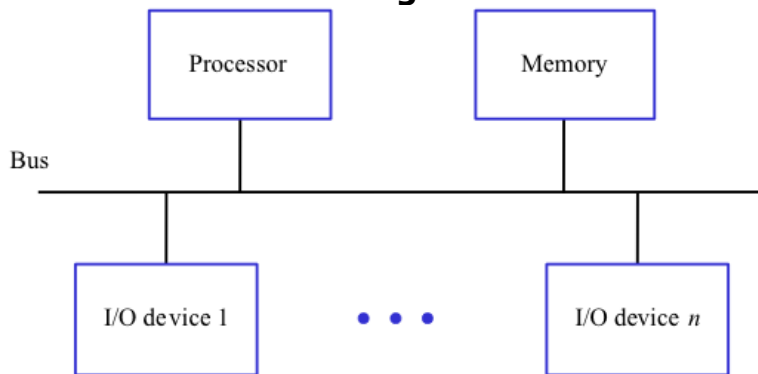 Processor
Memory
Bus
I/O device 1
I/O device n